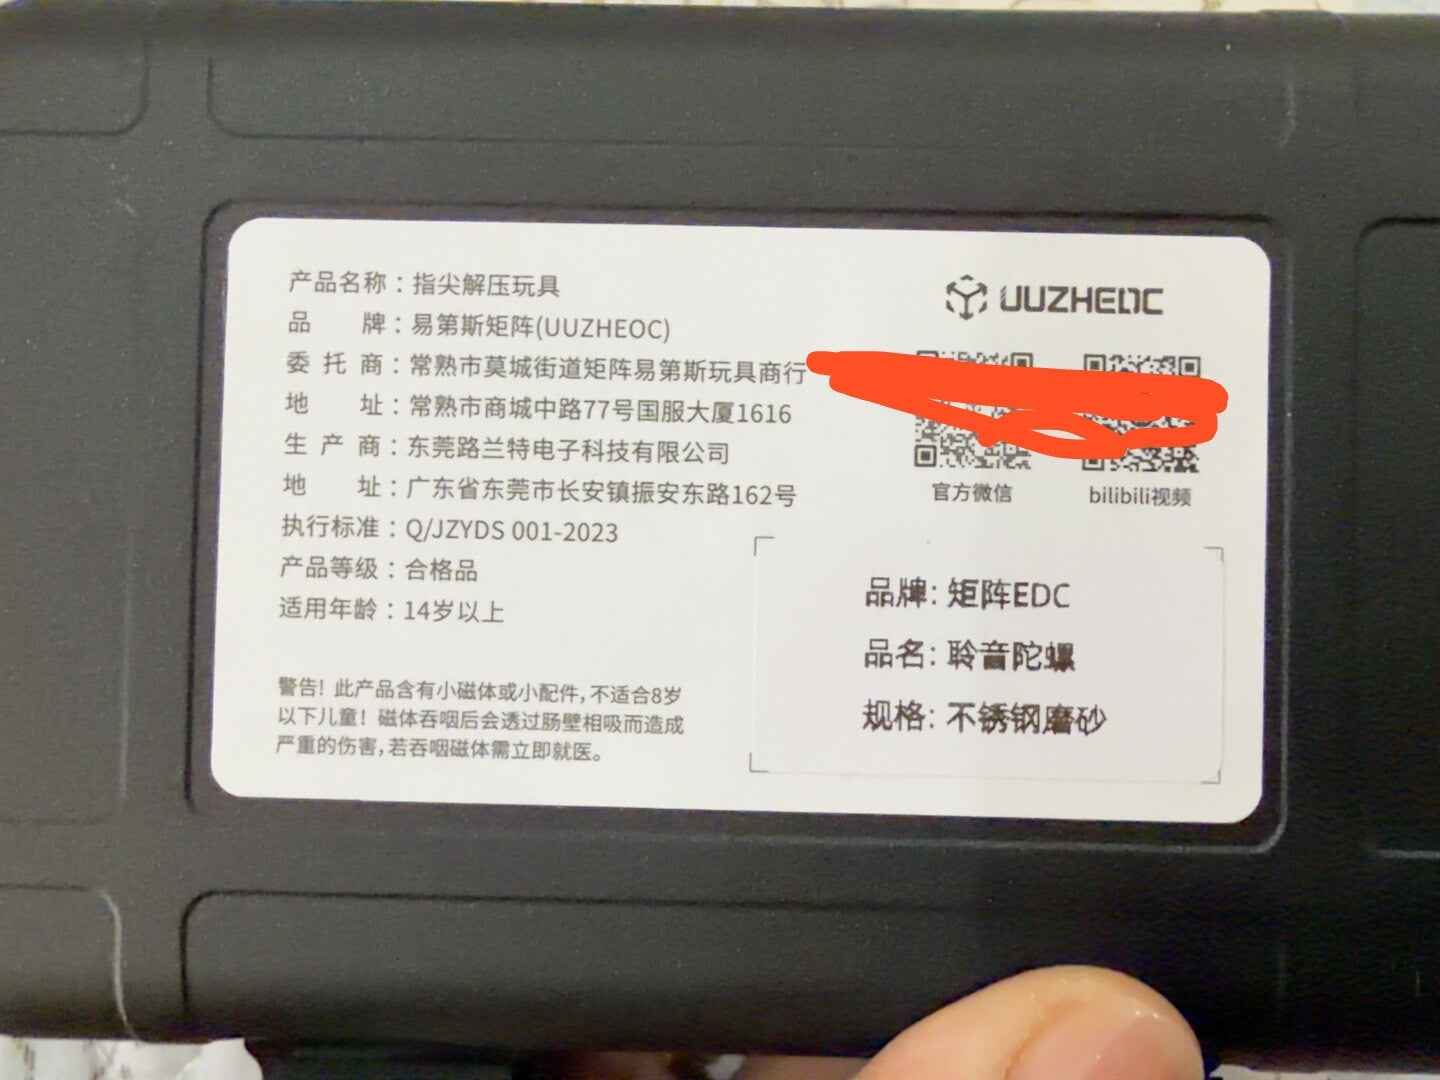 产品名称：指尖解压玩具
品 牌：易第斯矩阵(UUZHEOC)
委 托 商：常熟市莫城街道矩阵易第斯玩具商行
地 址：常熟市商城中路77号国服大厦1616
生 产 商：东莞路兰特电子科技有限公司
地 址：广东省东莞市长安镇振安东路162号
执行标准：Q/JZYDS 001-2023
产品等级：合格品
适用年龄：14岁以上
警告！此产品含有小磁体或小配件，不适合8岁
以下儿童！磁体吞咽后会透过肠壁相吸而造成
严重的伤害，若吞咽磁体需立即就医。
UUZHEOC
官方微信
bilibili视频
品牌：矩阵EDC
品名：聆音陀螺
规格：不锈钢磨砂